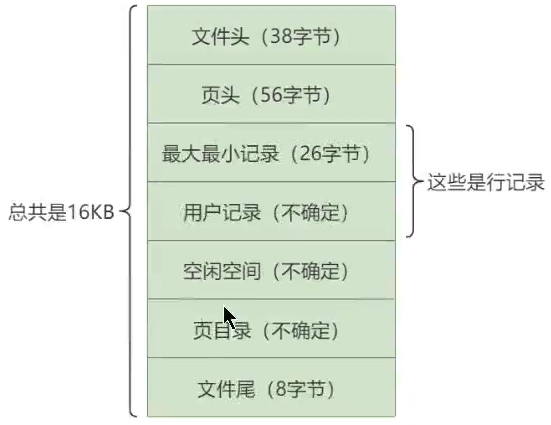 文件头（38字节）
页头（56字节）
最大最小记录（26字节）
这些是行记录
总共是16KB
用户记录（不确定）
空闲空间（不确定）
页目录（不确定）
文件尾（8字节）